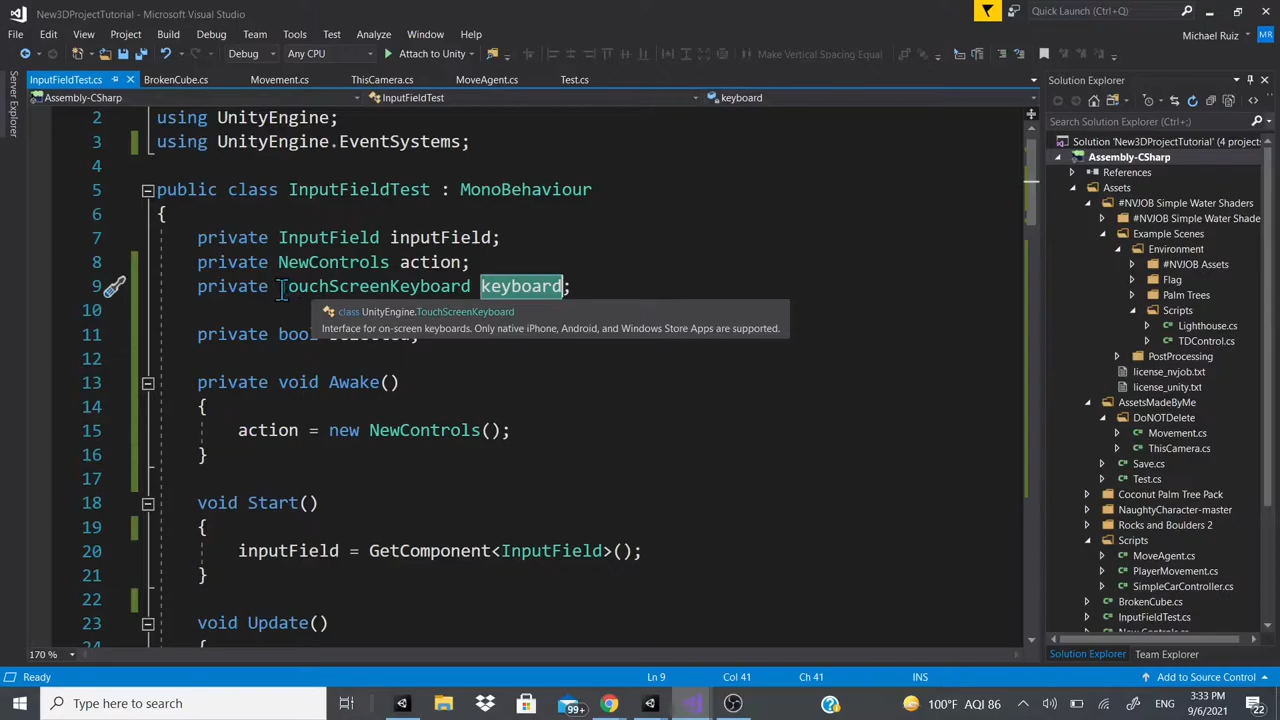 New3DProjectTutorial - Microsoft Visual Studio
Quick Launch (Ctrl+Q)
File Edit View Project Build Debug Team Tools Test Analyze Window Help
Michael Ruiz
MR
Debug
Any CPU
Attach to Unity
Make Vertical Spacing Equal
Server Explorer
InputFieldTest.cs
BrokenCube.cs
Movement.cs
ThisCamera.cs
MoveAgent.cs
Test.cs
Assembly-CSharp
InputFieldTest
keyboard
2 using UnityEngine;
3 using UnityEngine.EventSystems;
4
5 public class InputFieldTest : MonoBehaviour
6 {
7 private InputField inputField;
8 private NewControls action;
9 private TouchScreenKeyboard keyboard;
class UnityEngine.TouchScreenKeyboard
Interface for on-screen keyboards. Only native iPhone, Android, and Windows Store Apps are supported.
10
11 private bool selected;
12
13 private void Awake()
14 {
15 action = new NewControls();
16 }
17
18 void Start()
19 {
20 inputField = GetComponent<InputField>();
21 }
22
23 void Update()
24 {
170 %
Solution Explorer
Search Solution Explorer (Ctrl+;)
Solution 'New3DProjectTutorial' (4 projec
Assembly-CSharp
References
Assets
#NVJOB Simple Water Shaders
#NVJOB Simple Water Shade
Example Scenes
Environment
#NVJOB Assets
Flag
Palm Trees
Scripts
Lighthouse.cs
TDControl.cs
PostProcessing
license_nvjob.txt
license_unity.txt
AssetsMadeByMe
DoNOTDelete
Movement.cs
ThisCamera.cs
Save.cs
Test.cs
Coconut Palm Tree Pack
NaughtyCharacter-master
Rocks and Boulders 2
Scripts
MoveAgent.cs
PlayerMovement.cs
SimpleCarController.cs
BrokenCube.cs
InputFieldTest.cs
Solution Explorer Team Explorer
Ready
Ln 9
Col 41
Ch 41
INS
Add to Source Control
Type here to search
99+
100°F AQI 86
3:33 PM
9/6/2021
22